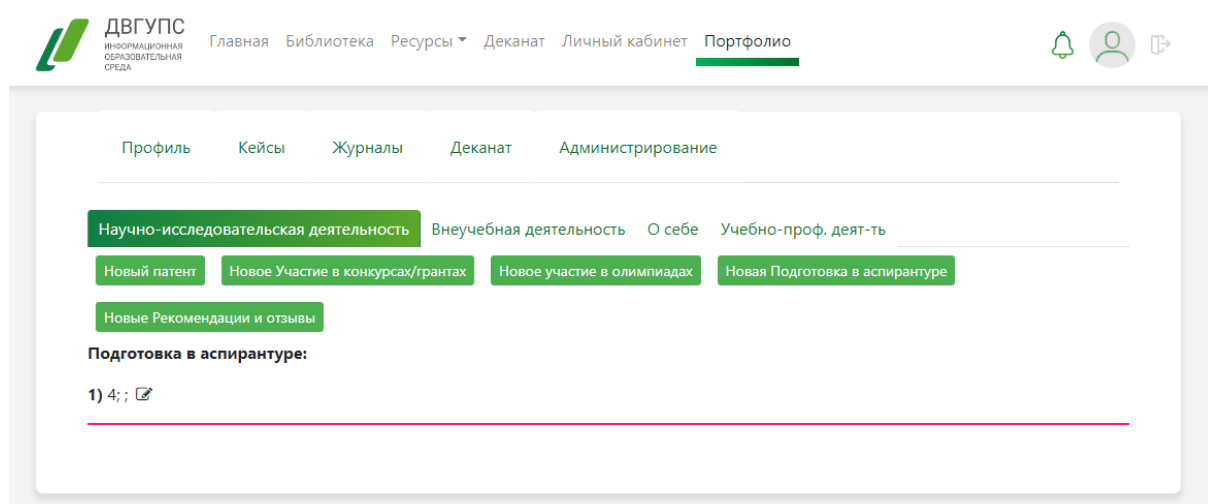 ДВГУПС
ИНФОРМАЦИОННАЯ
ОБРАЗОВАТЕЛЬНАЯ
СРЕДА
Главная Библиотека Ресурсы Деканат Личный кабинет Портфолио
Профиль Кейсы Журналы Деканат Администрирование
Научно-исследовательская деятельность Внеучебная деятельность О себе Учебно-проф. деят-ть
Новый патент Новое Участие в конкурсах/грантах Новое участие в олимпиадах Новая Подготовка в аспирантуре
Новые Рекомендации и отзывы
Подготовка в аспирантуре:
1) 4; ;